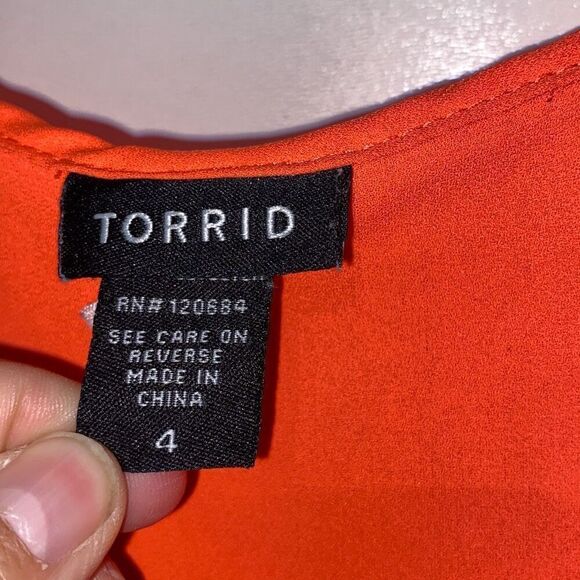 TORRID
RN# 120684
SEE CARE ON
REVERSE
MADE IN
CHINA
4